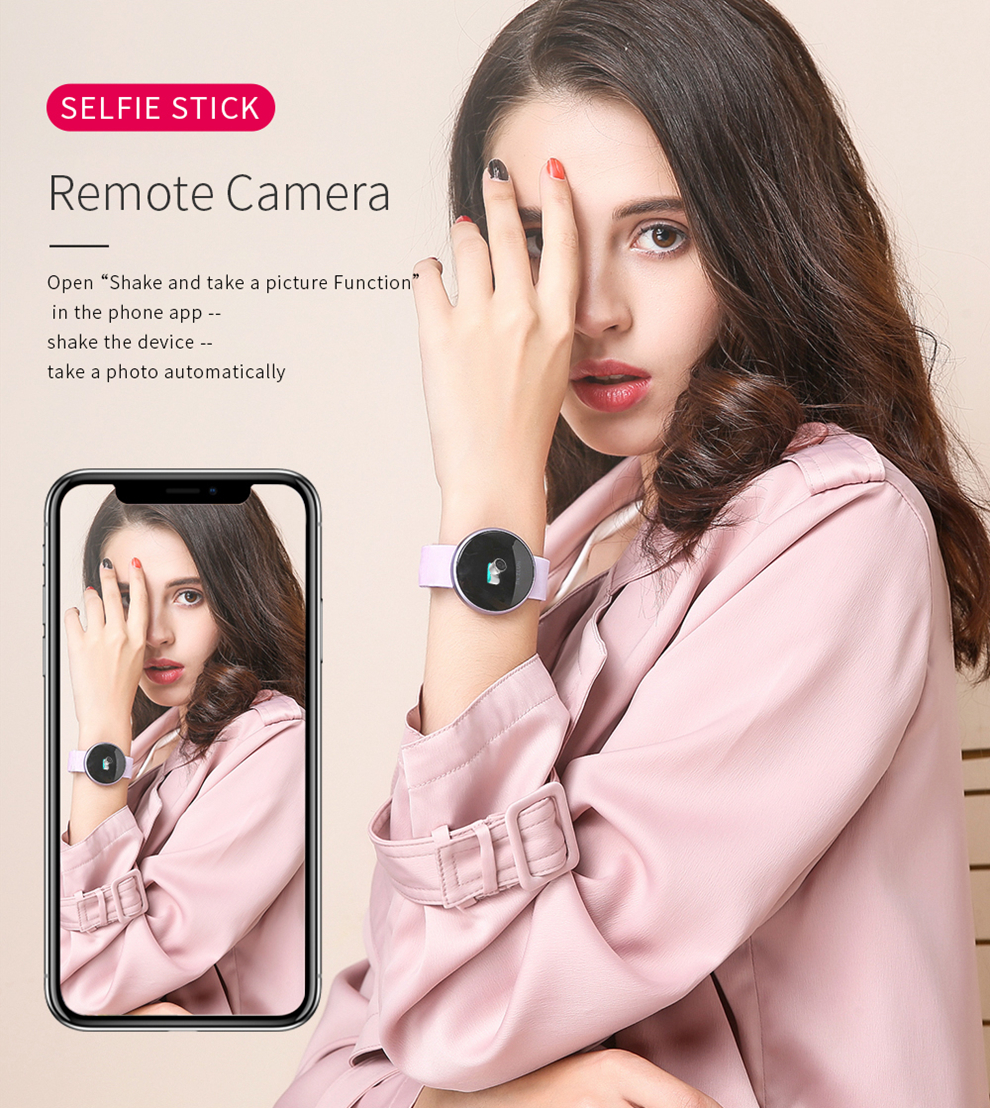 SELFIE STICK
Remote Camera
Open “Shake and take a picture Function”
in the phone app --
shake the device --
take a photo automatically